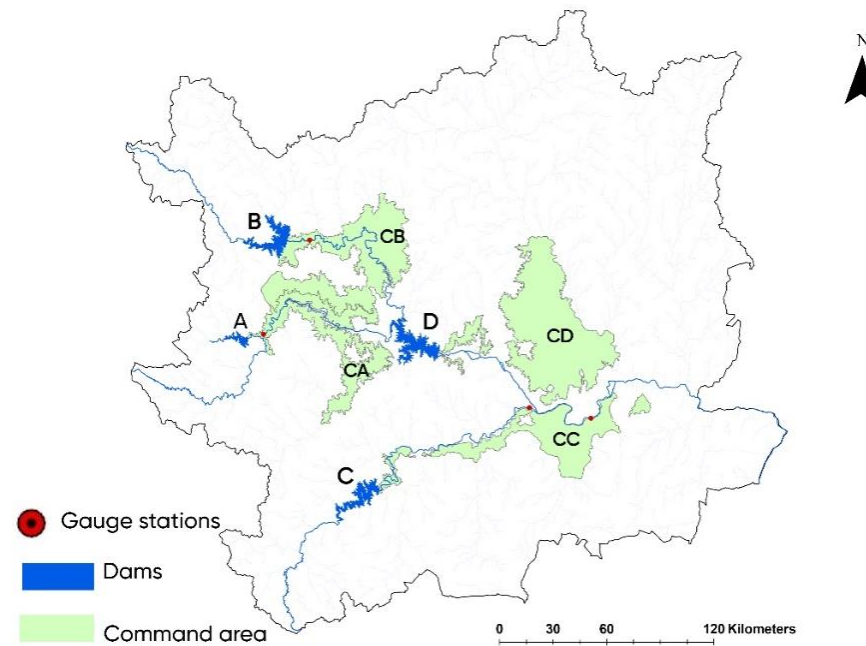 N
B
CB
A
D
CA
CD
CC
C
Gauge stations
Dams
Command area
0 30 60 120 Kilometers